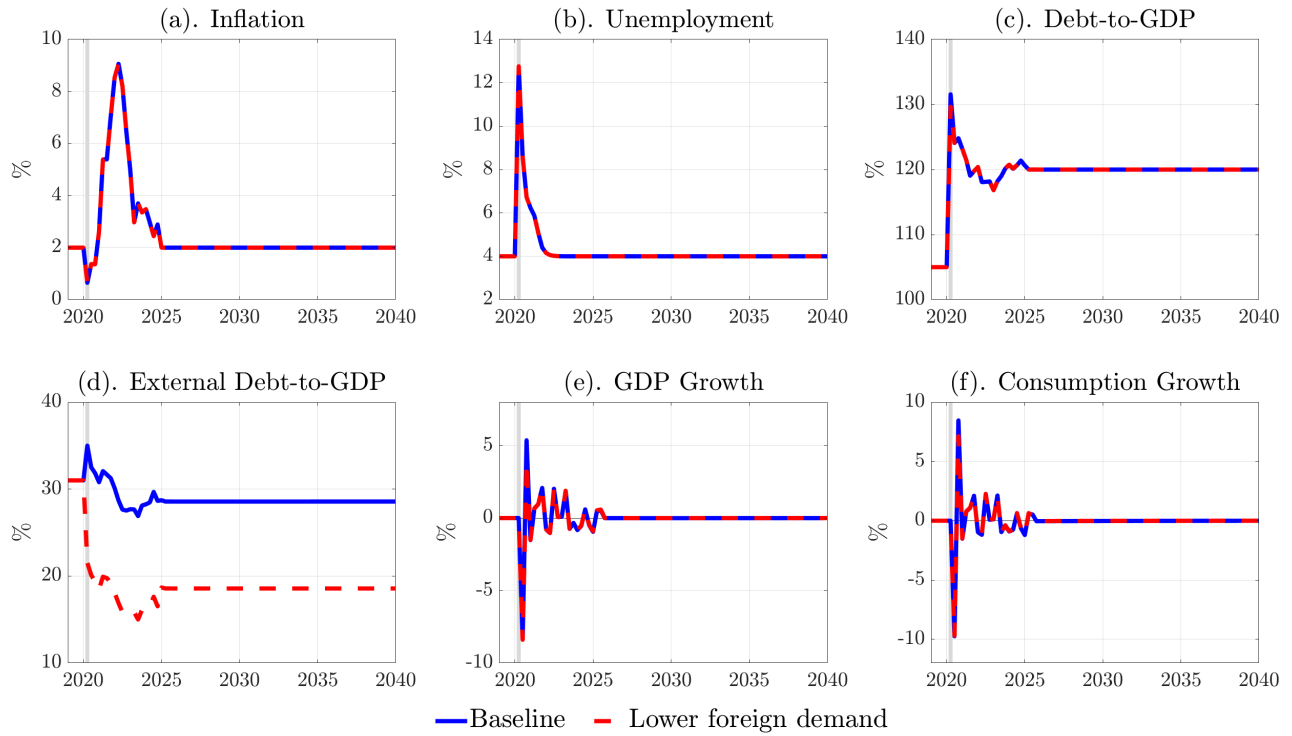 (a). Inflation
(b). Unemployment
(c). Debt-to-GDP
10
8
6
4
2
0
%
2020 2025 2030 2035 2040
14
12
10
8
6
4
2
%
2020 2025 2030 2035 2040
140
130
120
110
100
%
2020 2025 2030 2035 2040
(d). External Debt-to-GDP
(e). GDP Growth
(f). Consumption Growth
40
30
20
10
%
2020 2025 2030 2035 2040
5
0
-5
-10
%
2020 2025 2030 2035 2040
10
5
0
-5
-10
%
2020 2025 2030 2035 2040
Baseline Lower foreign demand